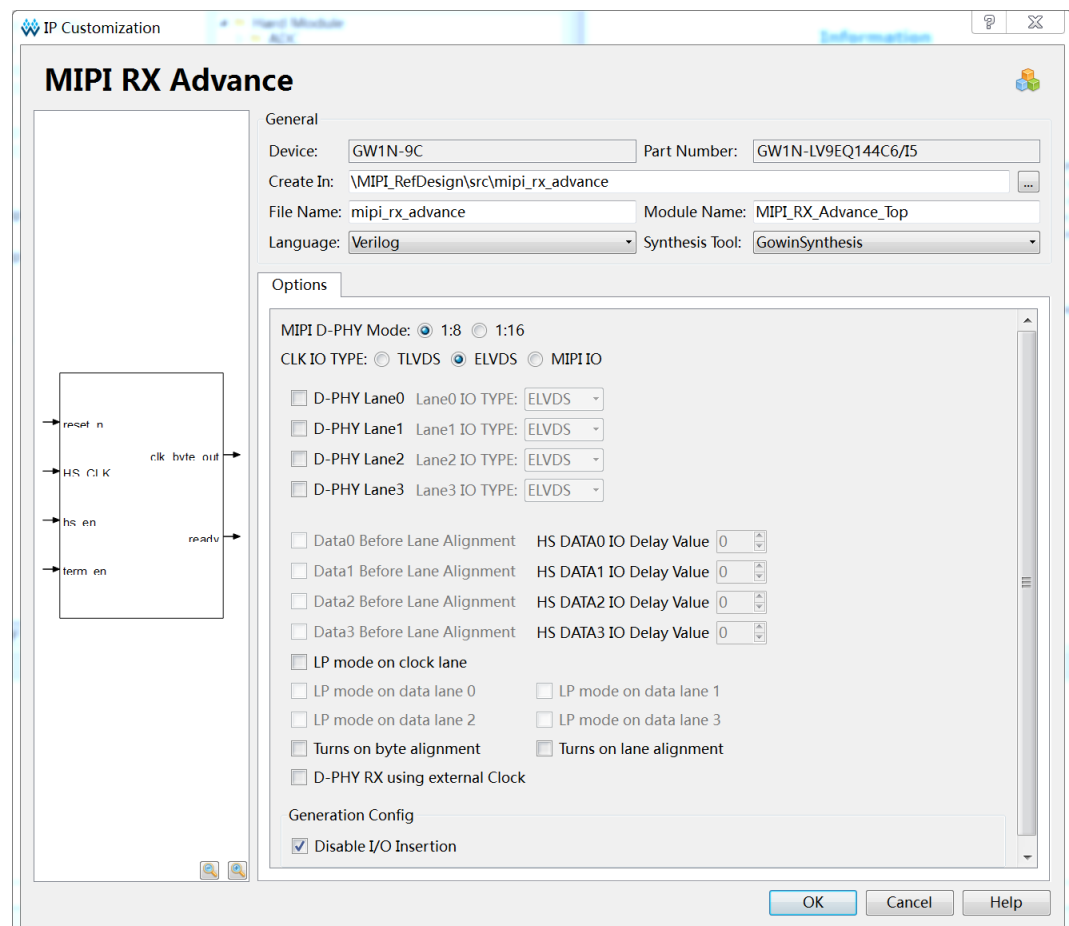 IP Customization
Hard Module
ADC
Information
MIPI RX Advance
General
Device: GW1N-9C Part Number: GW1N-LV9EQ144C6/I5
Create In: \MIPI_RefDesign\src\mipi_rx_advance ...
File Name: mipi_rx_advance Module Name: MIPI_RX_Advance_Top
Language: Verilog Synthesis Tool: GowinSynthesis
Options
MIPI D-PHY Mode: 1:8 1:16
CLK IO TYPE: TLVDS ELVDS MIPI IO
D-PHY Lane0 Lane0 IO TYPE: ELVDS
D-PHY Lane1 Lane1 IO TYPE: ELVDS
D-PHY Lane2 Lane2 IO TYPE: ELVDS
D-PHY Lane3 Lane3 IO TYPE: ELVDS
Data0 Before Lane Alignment HS DATA0 IO Delay Value 0
Data1 Before Lane Alignment HS DATA1 IO Delay Value 0
Data2 Before Lane Alignment HS DATA2 IO Delay Value 0
Data3 Before Lane Alignment HS DATA3 IO Delay Value 0
LP mode on clock lane
LP mode on data lane 0 LP mode on data lane 1
LP mode on data lane 2 LP mode on data lane 3
Turns on byte alignment Turns on lane alignment
D-PHY RX using external Clock
Generation Config
Disable I/O Insertion
reset_n
clk_byte_out
HS_CLK
hs_en
ready
term_en
OK Cancel Help